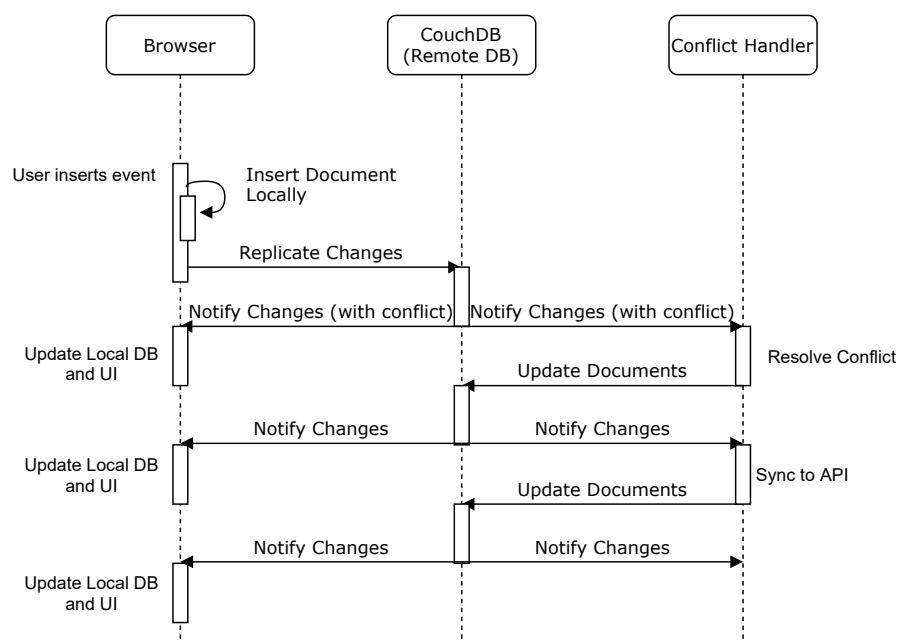 Browser
CouchDB
(Remote DB)
Conflict Handler
User inserts event
Insert Document
Locally
Replicate Changes
Notify Changes (with conflict)
Notify Changes (with conflict)
Update Local DB
and UI
Resolve Conflict
Update Documents
Notify Changes
Notify Changes
Update Local DB
and UI
Sync to API
Update Documents
Notify Changes
Notify Changes
Update Local DB
and UI